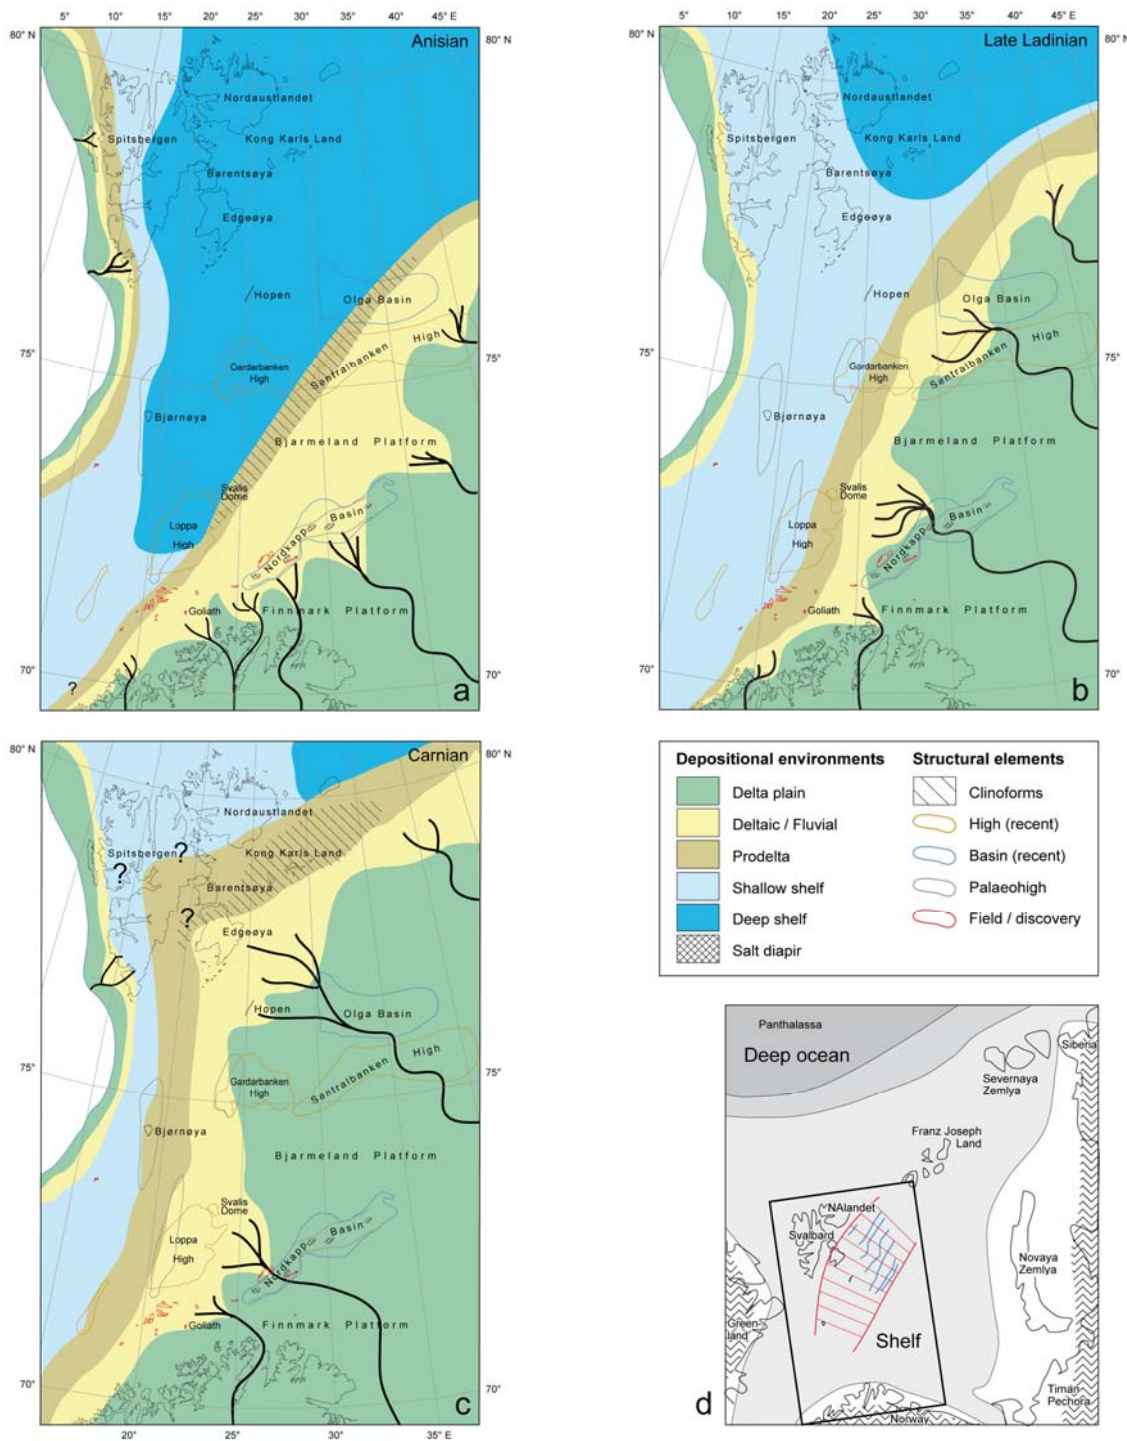 5° 10° 15° 20° 25° 30° 35° 40° 45° E
80° N
Anisian
80° N
Nordaustlandet
Spitsbergen
Kong Karls Land
Barentsøya
Edgeøya
Hopen
Olga Basin
Sentralbanken High
Gardarbanken
High
75°
75°
Bjørnøya
Bjarmeland Platform
Svalis
Dome
Loppa
High
Nordkapp Basin
Goliath
Finnmark Platform
70°
70°
?
a
5° 10° 15° 20° 25° 30° 35° 40° 45° E
80° N
Late Ladinian
80° N
Nordaustlandet
Spitsbergen
Kong Karls Land
Barentsøya
Edgeøya
Hopen
Olga Basin
Sentralbanken High
Gardarbanken
High
75°
75°
Bjørnøya
Bjarmeland Platform
Svalis
Dome
Loppa
High
Nordkapp Basin
Goliath
Finnmark Platform
70°
70°
b
80° N
Carnian
80° N
Nordaustlandet
Spitsbergen
?
?
Kong Karls Land
Barentsøya
?
Edgeøya
Hopen
Olga Basin
Sentralbanken High
Gardarbanken
High
75°
75°
Bjørnøya
Bjarmeland Platform
Svalis
Dome
Loppa
High
Nordkapp Basin
Goliath
Finnmark Platform
70°
70°
c
20° 25° 30° 35° E
Depositional environments
Delta plain
Deltaic / Fluvial
Prodelta
Shallow shelf
Deep shelf
Salt diapir
Structural elements
Clinoforms
High (recent)
Basin (recent)
Palaeohigh
Field / discovery
Panthalassa
Deep ocean
Siberia
Severnaya
Zemlya
Franz Joseph
Land
NAlandet
Svalbard
Novaya
Zemlya
Green-
land
Shelf
Timan
Pechora
Norway
d